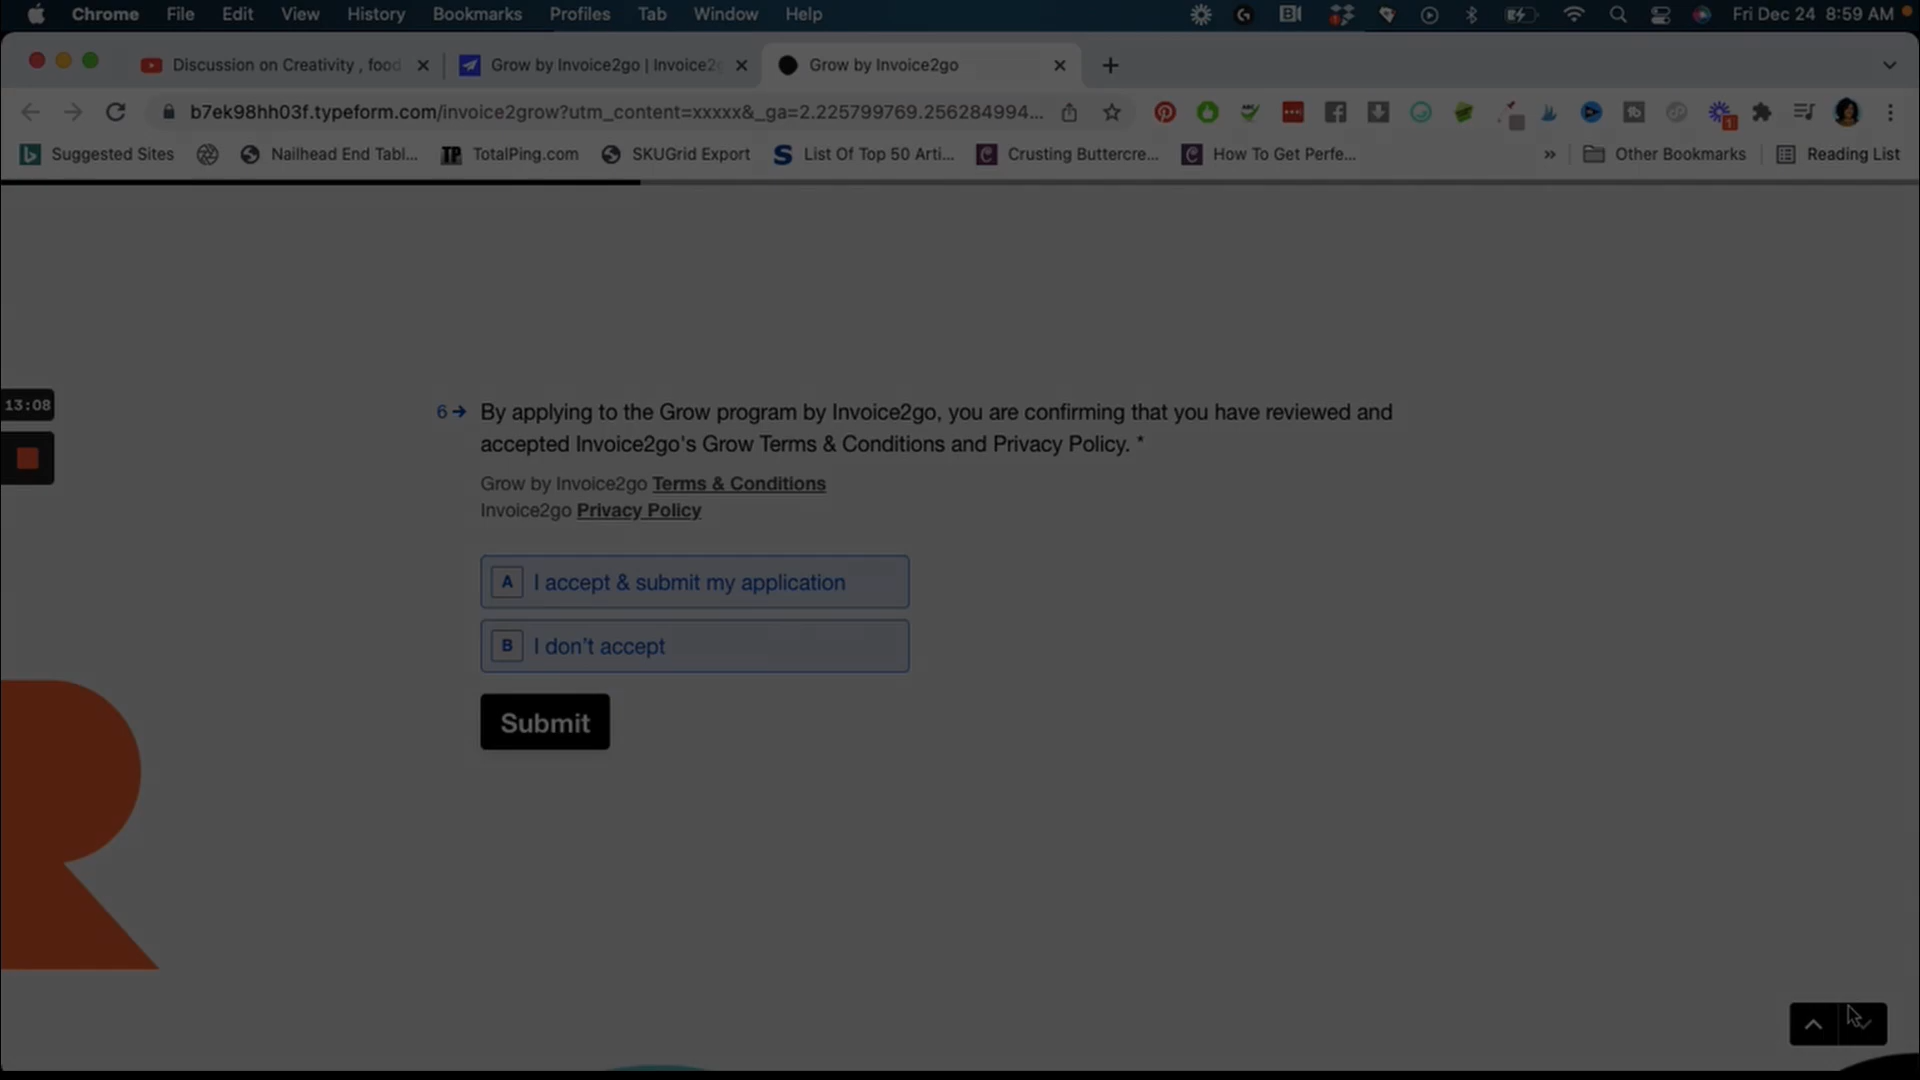 Chrome File Edit View History Bookmarks Profiles Tab Window Help Fri Dec 24 8:59 AM
Discussion on Creativity , food Grow by Invoice2go | Invoice2 Grow by Invoice2go
b7ek98hh03f.typeform.com/invoice2grow?utm_content=xxxxx&_ga=2.225799769.256284994...
Suggested Sites Nailhead End Tabl... TP TotalPing.com SKUGrid Export List Of Top 50 Arti... Crusting Buttercre... How To Get Perfe... » Other Bookmarks Reading List
13:08
6 By applying to the Grow program by Invoice2go, you are confirming that you have reviewed and
accepted Invoice2go's Grow Terms & Conditions and Privacy Policy. *
Grow by Invoice2go Terms & Conditions
Invoice2go Privacy Policy
A I accept & submit my application
B I don't accept
Submit